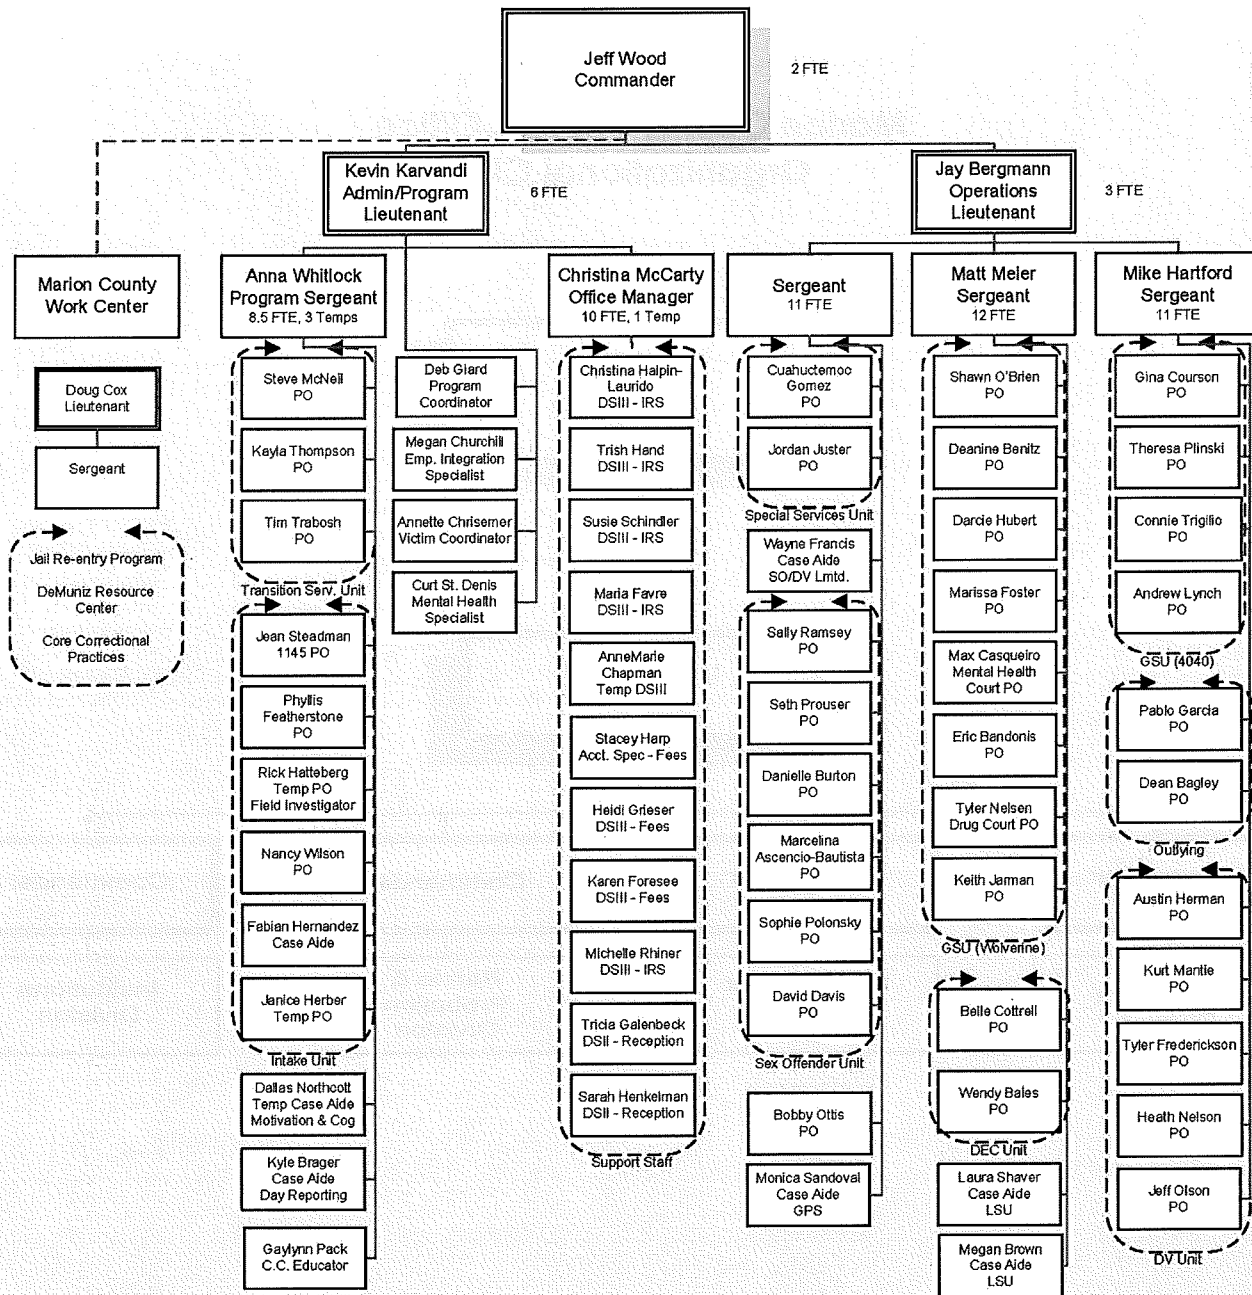 Jeff Wood
Commander
2 FTE
Kevin Karvandi
Admin/Program
Lieutenant
6 FTE
Jay Bergmann
Operations
Lieutenant
3 FTE
Marion County
Work Center
Doug Cox
Lieutenant
Sergeant
Jail Re-entry Program
DeMuniz Resource
Center
Core Correctional
Practices
Anna Whitlock
Program Sergeant
8.5 FTE, 3 Temps
Steve McNeil
PO
Kayla Thompson
PO
Tim Trabosh
PO
Transition Serv. Unit
Jean Steadman
1145 PO
Phyllis
Featherstone
PO
Rick Hatteberg
Temp PO
Field Investigator
Nancy Wilson
PO
Fabian Hernandez
Case Aide
Janice Herber
Temp PO
Intake Unit
Dallas Northcott
Temp Case Aide
Motivation & Cog
Kyle Brager
Case Aide
Day Reporting
Gaylynn Pack
C.C. Educator
Deb Giard
Program
Coordinator
Megan Churchill
Emp. Integration
Specialist
Annette Chrisemer
Victim Coordinator
Curt St. Denis
Mental Health
Specialist
Christina McCarty
Office Manager
10 FTE, 1 Temp
Christina Halpin-
Laurido
DSIII - IRS
Trish Hand
DSIII - IRS
Susie Schindler
DSIII - IRS
Maria Favre
DSIII - IRS
AnneMarie
Chapman
Temp DSIII
Stacey Harp
Acct. Spec - Fees
Heidi Grieser
DSIII - Fees
Karen Foresee
DSIII - Fees
Michelle Rhiner
DSIII - IRS
Tricia Galenbeck
DSII - Reception
Sarah Henkelman
DSII - Reception
Support Staff
Sergeant
11 FTE
Cuahuctemoc
Gomez
PO
Jordan Juster
PO
Special Services Unit
Wayne Francis
Case Aide
SO/DV Lmtd.
Sally Ramsey
PO
Seth Prouser
PO
Danielle Burton
PO
Marcelina
Ascencio-Bautista
PO
Sophie Polonsky
PO
David Davis
PO
Sex Offender Unit
Bobby Ottis
PO
Monica Sandoval
Case Aide
GPS
Matt Meier
Sergeant
12 FTE
Shawn O'Brien
PO
Deanine Benitz
PO
Darcie Hubert
PO
Marissa Foster
PO
Max Casqueiro
Mental Health
Court PO
Eric Bandonis
PO
Tyler Nelsen
Drug Court PO
Keith Jarman
PO
GSU (Wolverine)
Belle Cottrell
PO
Wendy Bales
PO
DEC Unit
Laura Shaver
Case Aide
LSU
Megan Brown
Case Aide
LSU
Mike Hartford
Sergeant
11 FTE
Gina Courson
PO
Theresa Plinski
PO
Connie Trigilio
PO
Andrew Lynch
PO
GSU (4040)
Pablo Garcia
PO
Dean Bagley
PO
Outlying
Austin Herman
PO
Kurt Mantie
PO
Tyler Frederickson
PO
Heath Nelson
PO
Jeff Olson
PO
DV Unit